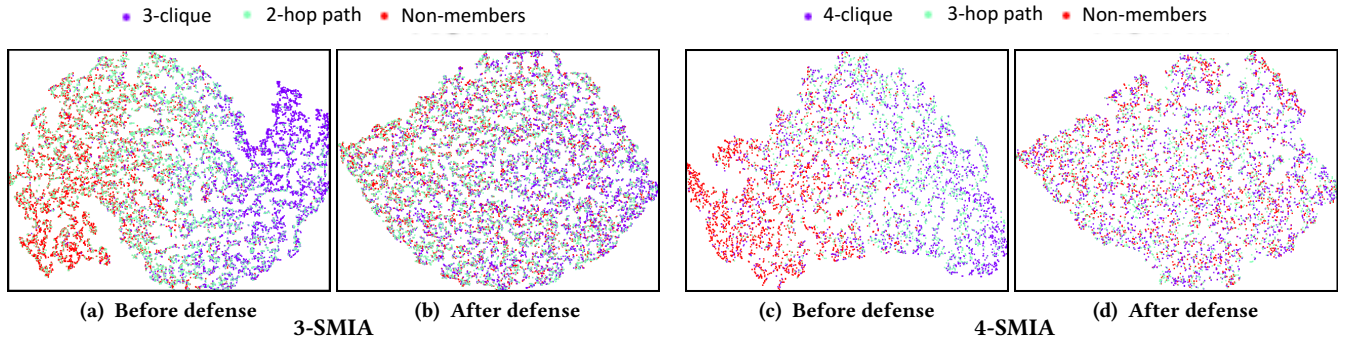 3-clique 2-hop path Non-members
4-clique 3-hop path Non-members
(a) Before defense
(b) After defense
(c) Before defense
(d) After defense
3-SMIA
4-SMIA